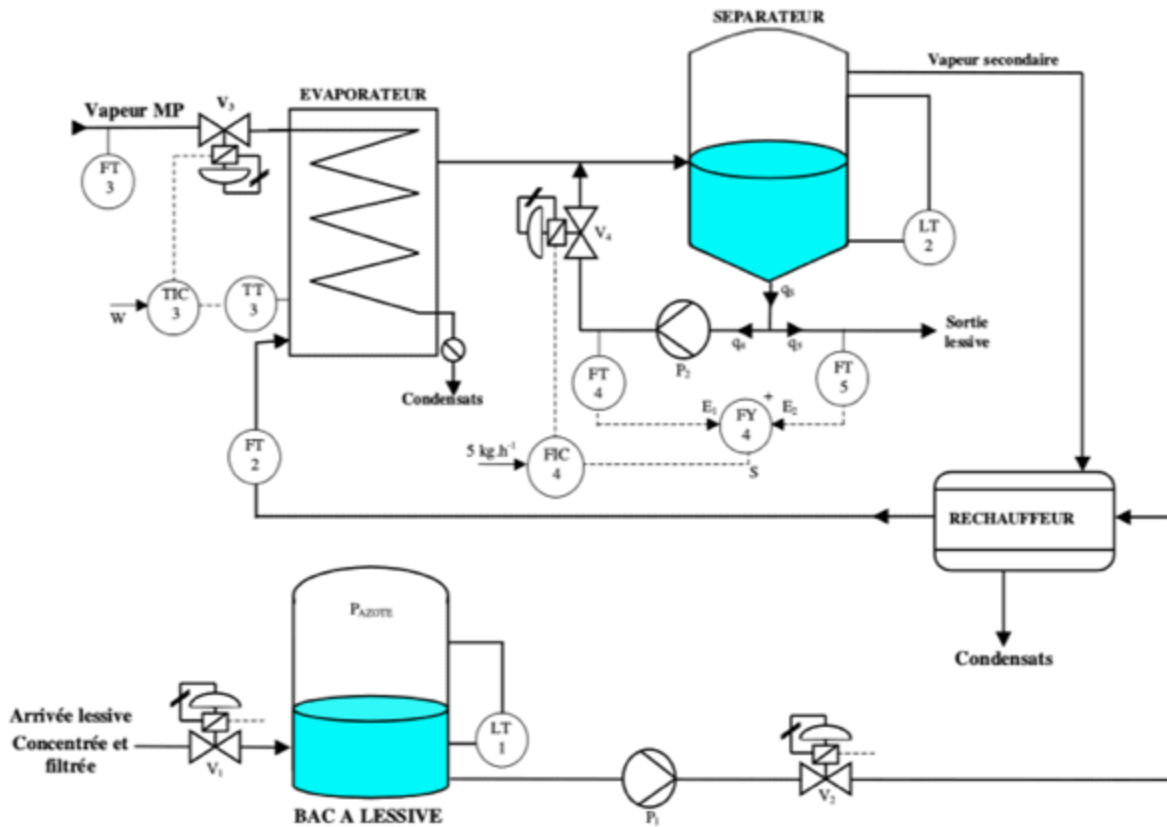 SEPARATEUR
Vapeur secondaire
EVAPORATEUR
Vapeur MP
V3
FT
3
V4
LT
2
TIC
3
TT
3
W
q6
q4
q5
Sortie
lessive
P2
FT
4
FT
5
Condensats
E1
FY
4
+
E2
FT
2
5 kg.h-1
FIC
4
S
RECHAUFFEUR
PAZOTE
Condensats
Arrivée lessive
Concentrée et
filtrée
V1
LT
1
V2
P1
BAC A LESSIVE